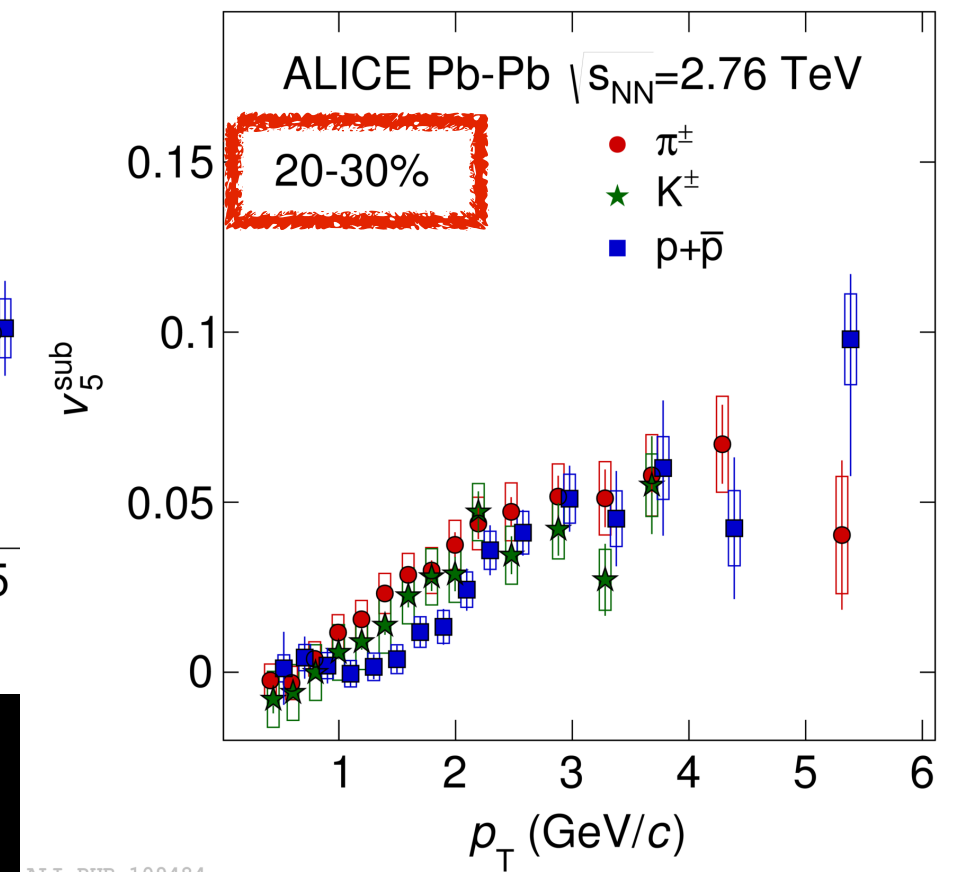 ALICE Pb-Pb √sNN=2.76 TeV
20-30%
π±
K±
p+p̅
0.15
0.1
0.05
0
v5sub
1 2 3 4 5 6
pT (GeV/c)